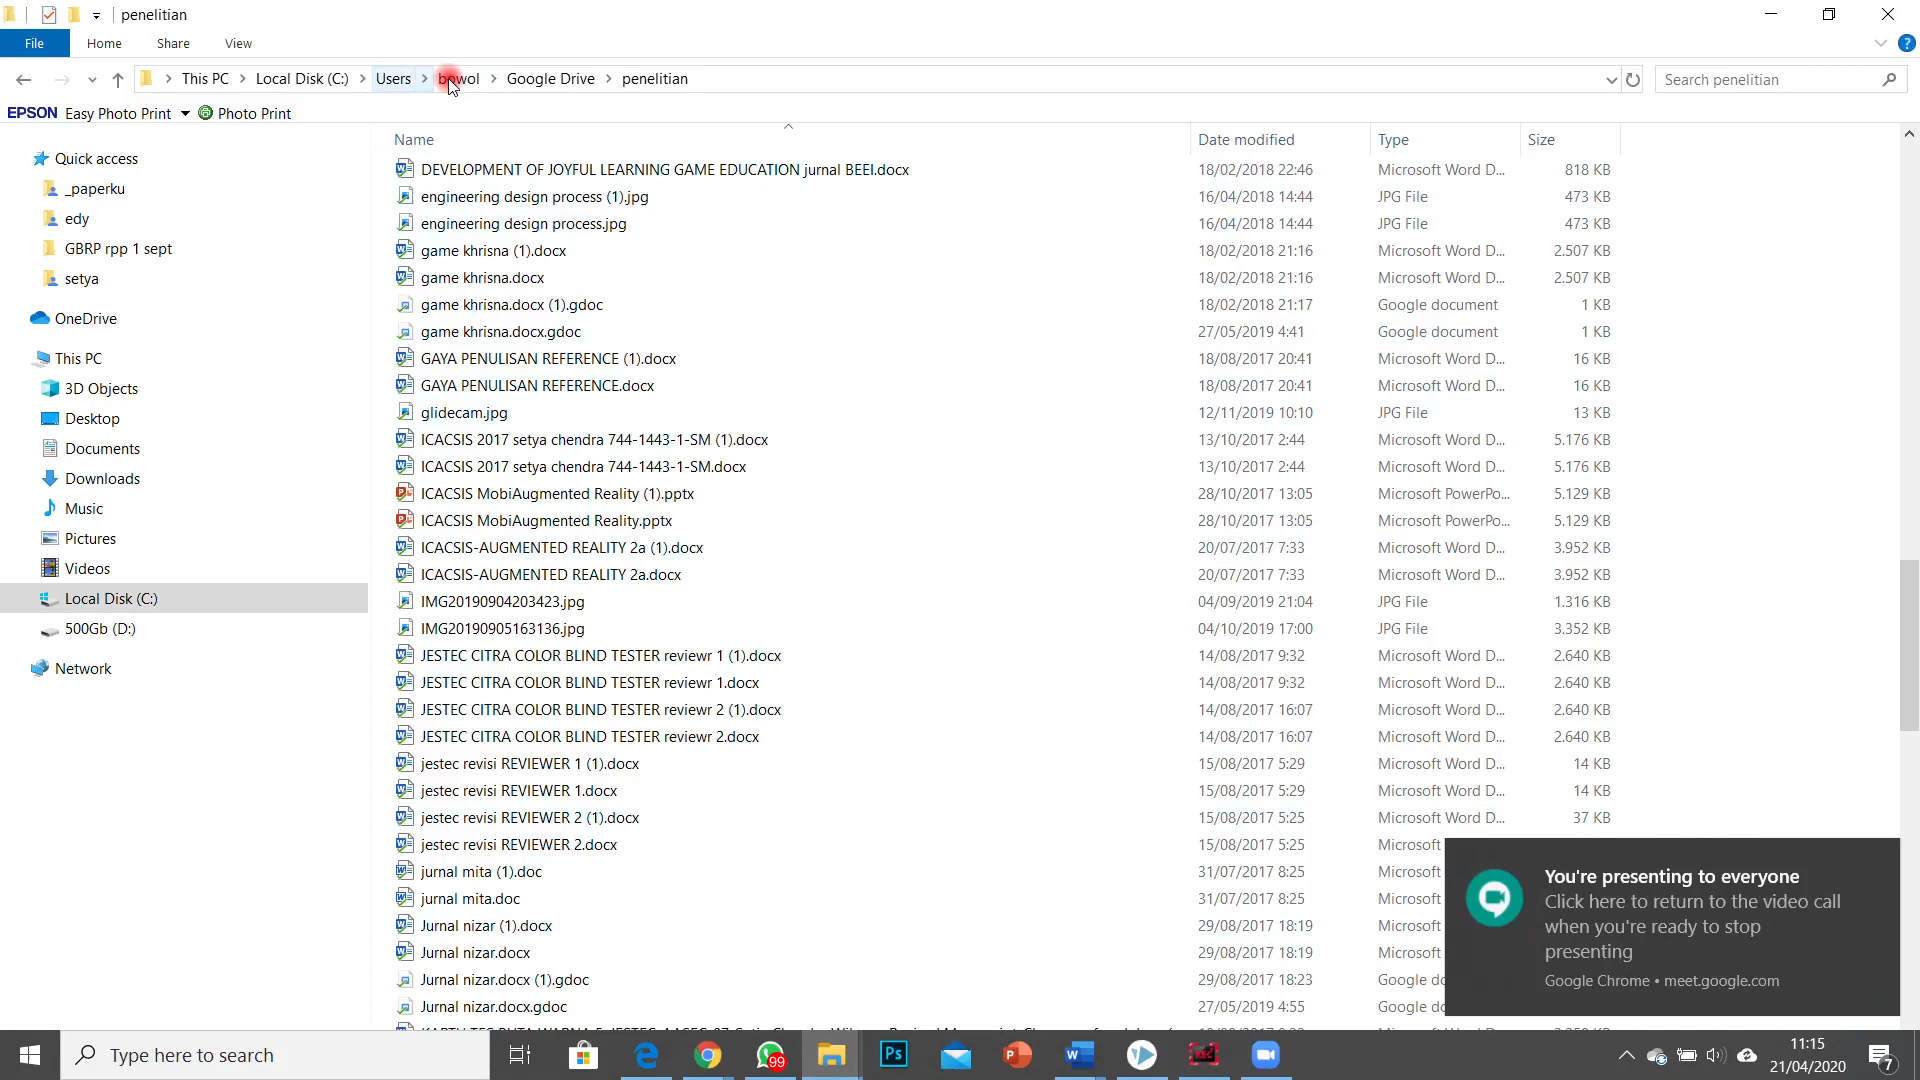 penelitian
File Home Share View
This PC Local Disk (C:) Users bowol Google Drive penelitian Search penelitian
EPSON Easy Photo Print Photo Print
Quick access
_paperku
edy
GBRP rpp 1 sept
setya
OneDrive
This PC
3D Objects
Desktop
Documents
Downloads
Music
Pictures
Videos
Local Disk (C:)
500Gb (D:)
Network
Name Date modified Type Size
DEVELOPMENT OF JOYFUL LEARNING GAME EDUCATION jurnal BEEI.docx 18/02/2018 22:46 Microsoft Word D... 818 KB
engineering design process (1).jpg 16/04/2018 14:44 JPG File 473 KB
engineering design process.jpg 16/04/2018 14:44 JPG File 473 KB
game khrisna (1).docx 18/02/2018 21:16 Microsoft Word D... 2.507 KB
game khrisna.docx 18/02/2018 21:16 Microsoft Word D... 2.507 KB
game khrisna.docx (1).gdoc 18/02/2018 21:17 Google document 1 KB
game khrisna.docx.gdoc 27/05/2019 4:41 Google document 1 KB
GAYA PENULISAN REFERENCE (1).docx 18/08/2017 20:41 Microsoft Word D... 16 KB
GAYA PENULISAN REFERENCE.docx 18/08/2017 20:41 Microsoft Word D... 16 KB
glidecam.jpg 12/11/2019 10:10 JPG File 13 KB
ICACSIS 2017 setya chendra 744-1443-1-SM (1).docx 13/10/2017 2:44 Microsoft Word D... 5.176 KB
ICACSIS 2017 setya chendra 744-1443-1-SM.docx 13/10/2017 2:44 Microsoft Word D... 5.176 KB
ICACSIS MobiAugmented Reality (1).pptx 28/10/2017 13:05 Microsoft PowerPo... 5.129 KB
ICACSIS MobiAugmented Reality.pptx 28/10/2017 13:05 Microsoft PowerPo... 5.129 KB
ICACSIS-AUGMENTED REALITY 2a (1).docx 20/07/2017 7:33 Microsoft Word D... 3.952 KB
ICACSIS-AUGMENTED REALITY 2a.docx 20/07/2017 7:33 Microsoft Word D... 3.952 KB
IMG20190904203423.jpg 04/09/2019 21:04 JPG File 1.316 KB
IMG20190905163136.jpg 04/10/2019 17:00 JPG File 3.352 KB
JESTEC CITRA COLOR BLIND TESTER reviewr 1 (1).docx 14/08/2017 9:32 Microsoft Word D... 2.640 KB
JESTEC CITRA COLOR BLIND TESTER reviewr 1.docx 14/08/2017 9:32 Microsoft Word D... 2.640 KB
JESTEC CITRA COLOR BLIND TESTER reviewr 2 (1).docx 14/08/2017 16:07 Microsoft Word D... 2.640 KB
JESTEC CITRA COLOR BLIND TESTER reviewr 2.docx 14/08/2017 16:07 Microsoft Word D... 2.640 KB
jestec revisi REVIEWER 1 (1).docx 15/08/2017 5:29 Microsoft Word D... 14 KB
jestec revisi REVIEWER 1.docx 15/08/2017 5:29 Microsoft Word D... 14 KB
jestec revisi REVIEWER 2 (1).docx 15/08/2017 5:25 Microsoft Word D... 37 KB
jestec revisi REVIEWER 2.docx 15/08/2017 5:25 Microsoft
jurnal mita (1).doc 31/07/2017 8:25 Microsoft
jurnal mita.doc 31/07/2017 8:25 Microsoft
Jurnal nizar (1).docx 29/08/2017 18:19 Microsoft
Jurnal nizar.docx 29/08/2017 18:19 Microsoft
Jurnal nizar.docx (1).gdoc 29/08/2017 18:23 Google do
Jurnal nizar.docx.gdoc 27/05/2019 4:55 Google do
You're presenting to everyone
Click here to return to the video call
when you're ready to stop
presenting
Google Chrome • meet.google.com
Type here to search
99
Ps
REC
11:15
21/04/2020
7